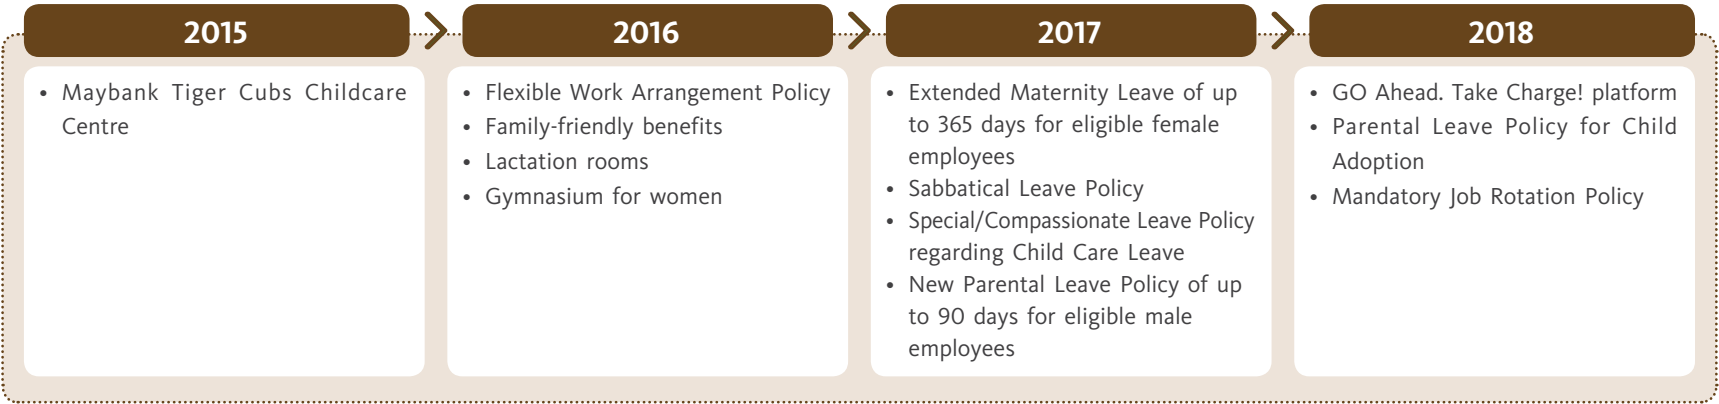 2015
• Maybank Tiger Cubs Childcare
Centre
2016
• Flexible Work Arrangement Policy
• Family-friendly benefits
• Lactation rooms
• Gymnasium for women
2017
• Extended Maternity Leave of up
to 365 days for eligible female
employees
• Sabbatical Leave Policy
• Special/Compassionate Leave Policy
regarding Child Care Leave
• New Parental Leave Policy of up
to 90 days for eligible male
employees
2018
• GO Ahead. Take Charge! platform
• Parental Leave Policy for Child
Adoption
• Mandatory Job Rotation Policy